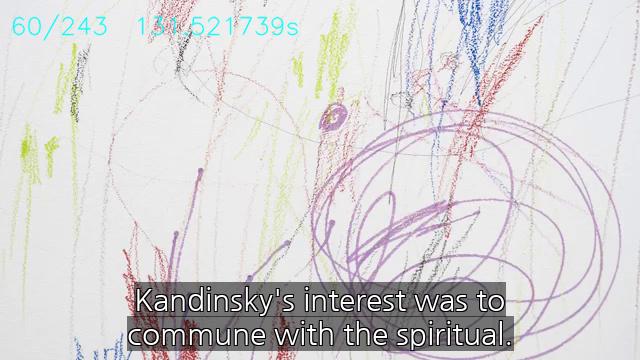 60/243 131.521739s
Kandinsky's interest was to
commune with the spiritual.